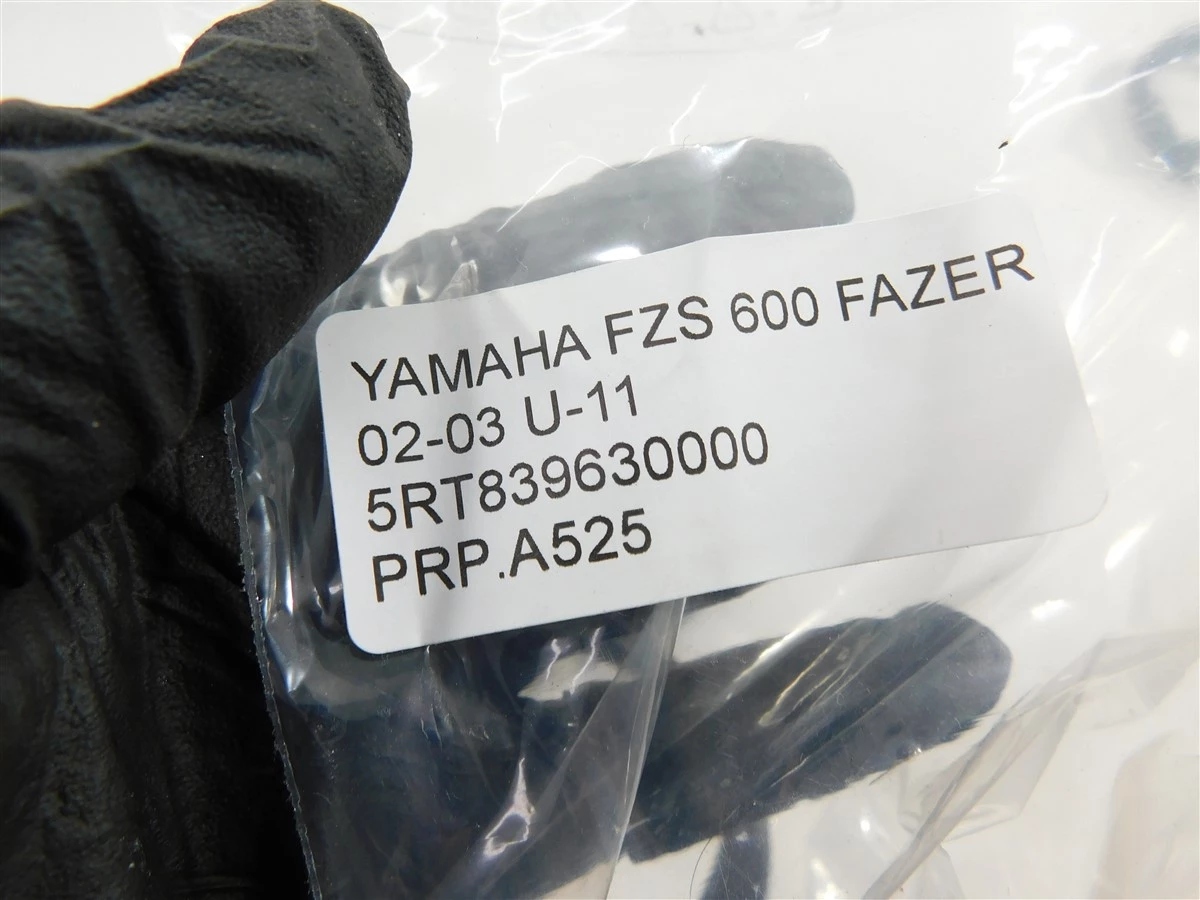 YAMAHA FZS 600 FAZER
02-03 U-11
5RT839630000
PRP.A525